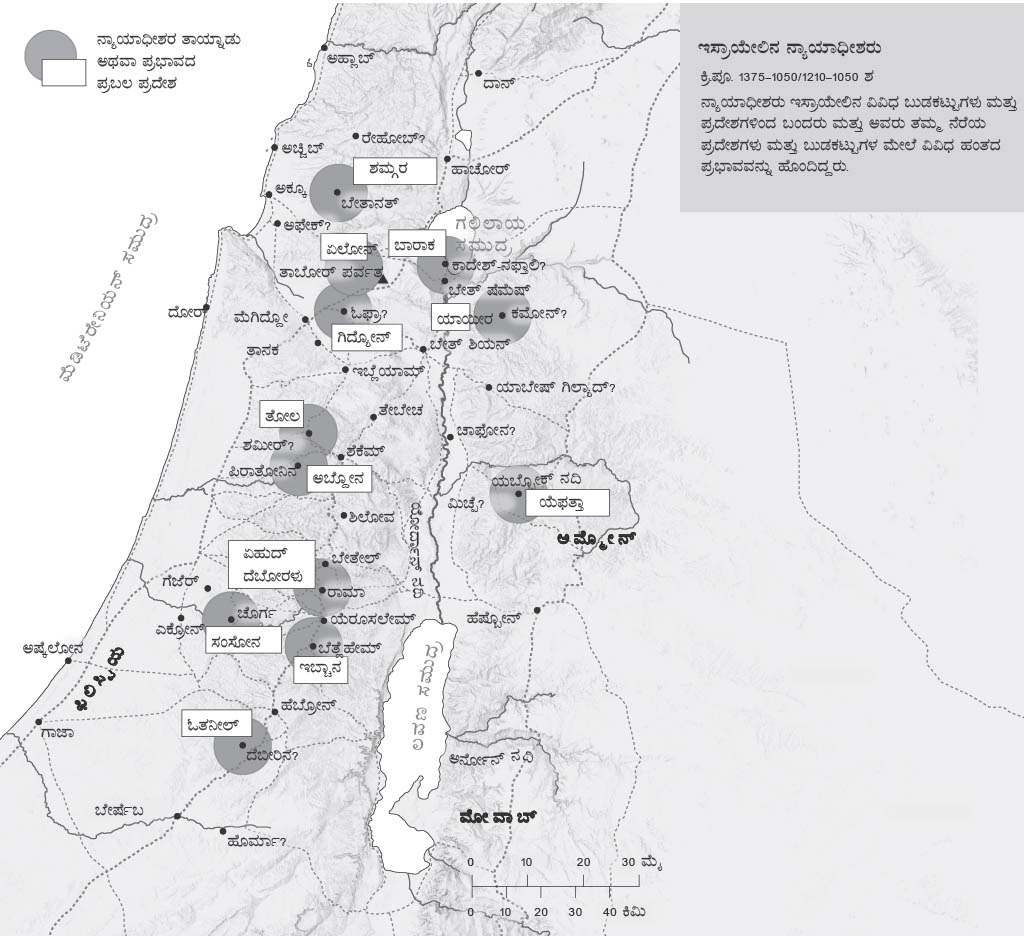 ನ್ಯಾಯಾಧೀಶರ ತಾಯ್ನಾಡು
ಅಥವಾ ಪ್ರಭಾವದ
ಪ್ರಬಲ ಪ್ರದೇಶ
ಇಸ್ರಾಯೇಲಿನ ನ್ಯಾಯಾಧೀಶರು
ಕ್ರಿ.ಪೂ. 1375–1050/1210–1050 ಶ
ನ್ಯಾಯಾಧೀಶರು ಇಸ್ರಾಯೇಲಿನ ವಿವಿಧ ಬುಡಕಟ್ಟುಗಳು ಮತ್ತು
ಪ್ರದೇಶಗಳಿಂದ ಬಂದರು ಮತ್ತು ಅವರು ತಮ್ಮ ನೆರೆಯ
ಪ್ರದೇಶಗಳು ಮತ್ತು ಬುಡಕಟ್ಟುಗಳ ಮೇಲೆ ವಿವಿಧ ಹಂತದ
ಪ್ರಭಾವವನ್ನು ಹೊಂದಿದ್ದರು.
ಅಹ್ಲಾಬ್
ದಾನ್
ರೇಹೋಬ್?
ಅಚ್ಜಿಬ್
ಶಮ್ಗರ
ಹಾಚೋರ್
ಅಕ್ಕೂ
ಬೇತಾನತ್
ಅಫೇಕ್?
ಗಲಿಲಾಯ
ಸಮುದ್ರ
ಏಲೋನ್
ಬಾರಾಕ
ತಾಬೋರ್ ಪರ್ವತ
ಕಾದೇಶ್-ನಫ್ತಾಲಿ?
ಬೇತ್ ಷೆಮೆಷ್
ಮೆಡಿಟರೇನಿಯನ್ ಸಮುದ್ರ
ದೋರ್
ಮೆಗಿದ್ದೋ
ಓಫ್ರಾ?
ಯಾಯೀರ
ಕಮೋನ್?
ಗಿದ್ಯೋನ್
ತಾನಕ
ಬೇತ್ ಶಿಯನ್
ಇಬ್ಲೆಯಾಮ್
ಯಾಬೇಷ್ ಗಿಲ್ಯಾದ್?
ತೋಲ
ತೇಬೇಚ
ಚಾಫೋನ?
ಶಮೀರ್?
ಶೆಕೆಮ್
ಪಿರಾತೋನಿನ
ಅಬ್ದೋನ
ಯಬ್ಬೋಕ್ ನದಿ
ಮಿಚ್ಪೆ?
ಯೆಫತ್ತಾ
ಶಿಲೋವ
ಯೋರ್ದಾನ್ ನದಿ
ಅಮ್ಮೋನ್
ಏಹುದ್
ದೆಬೋರಳು
ಬೇತೇಲ್
ಗೆಜೆರ್
ರಾಮಾ
ಚೊರ್ಗ
ಯೆರೂಸಲೇಮ್
ಹೆಷ್ಬೋನ್
ಎಕ್ರೋನ್
ಸಂಸೋನ
ಬೆತ್ಲೆಹೇಮ್
ಇಬ್ಚಾನ
ಅಷ್ಕೆಲೋನ
ಫಿಲಿಸ್ತಿಯ
ಲವಣ ಸಮುದ್ರ
ಹೆಬ್ರೋನ್
ಓತನೀಲ್
ಗಾಜಾ
ದೆಬೀರಿನ?
ಅರ್ನೋನ್ ನದಿ
ಬೇರ್ಷೆಬ
ಹೊರ್ಮಾ?
ಮೋವಾಬ್
0 10 20 30 ಮೈ
0 10 20 30 40 ಕಿಮಿ